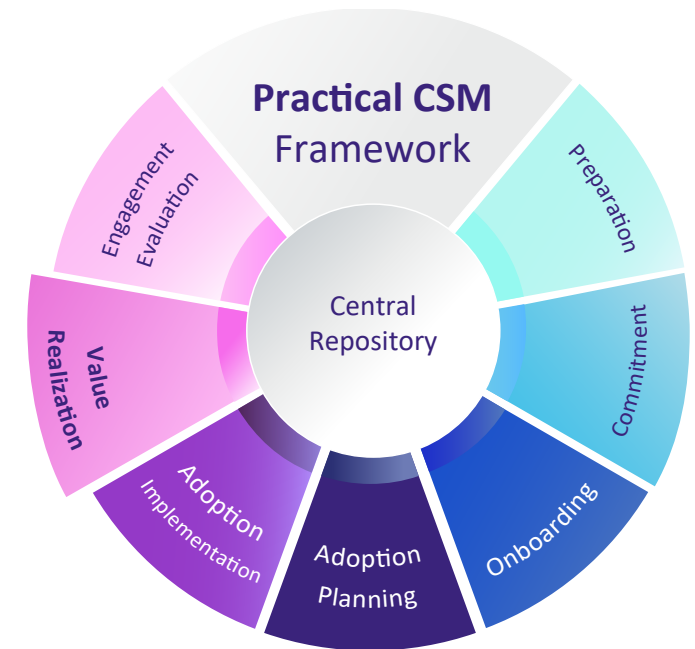 Practical CSM
Framework
Preparation
Commitment
Onboarding
Adoption
Planning
Adoption
Implementation
Value
Realization
Engagement
Evaluation
Central
Repository